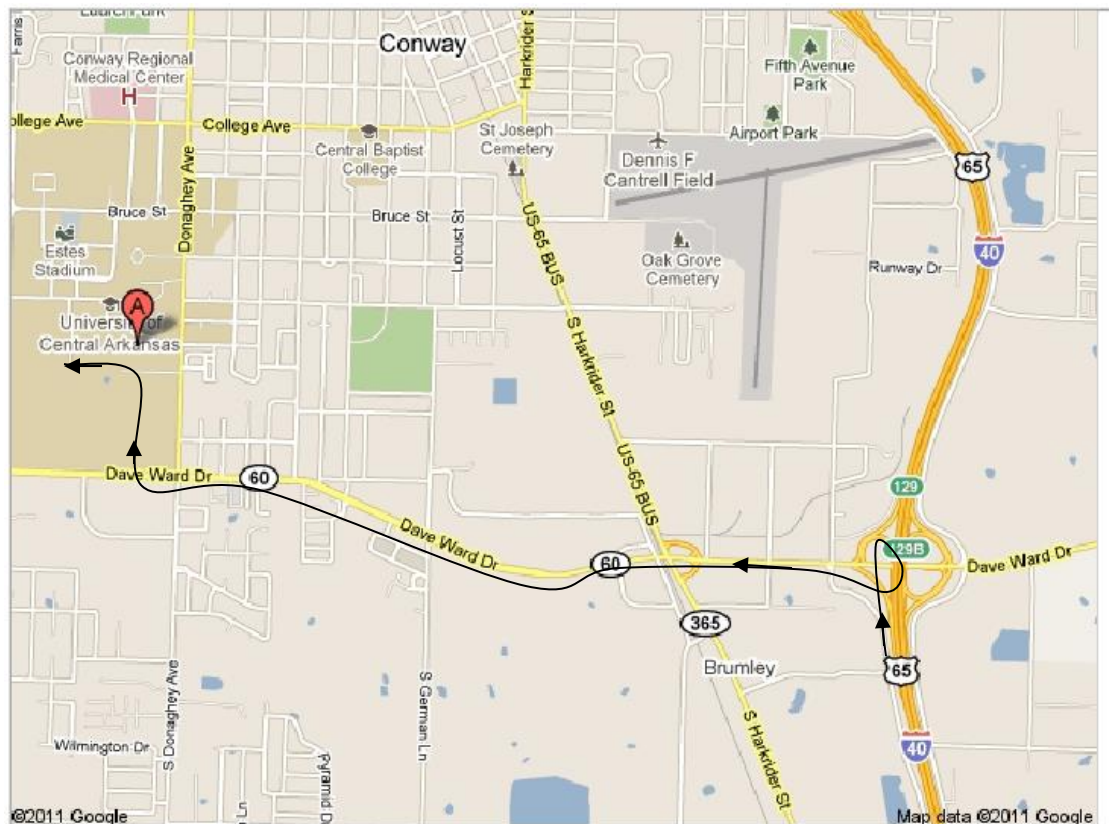 Farris
Laurel Park
Conway
Harkrider S
Conway Regional
Medical Center
H
Fifth Avenue
Park
ollege Ave
College Ave
Central Baptist
College
St Joseph
Cemetery
Airport Park
Dennis F
Cantrell Field
65
40
Bruce St
Bruce St
Donaghey Ave
Locust St
US-65 BUS
Estes
Stadium
Oak Grove
Cemetery
Runway Dr
A
University of
Central Arkansas
S Harkrider St
US-65 BUS
Dave Ward Dr
60
129
Dave Ward Dr
60
129B
Dave Ward Dr
365
Brumley
65
S Donaghey Ave
S German Ln
S Harkrider St
40
Wilmington Dr
Pyramid D
©2011 Google
Map data ©2011 Google